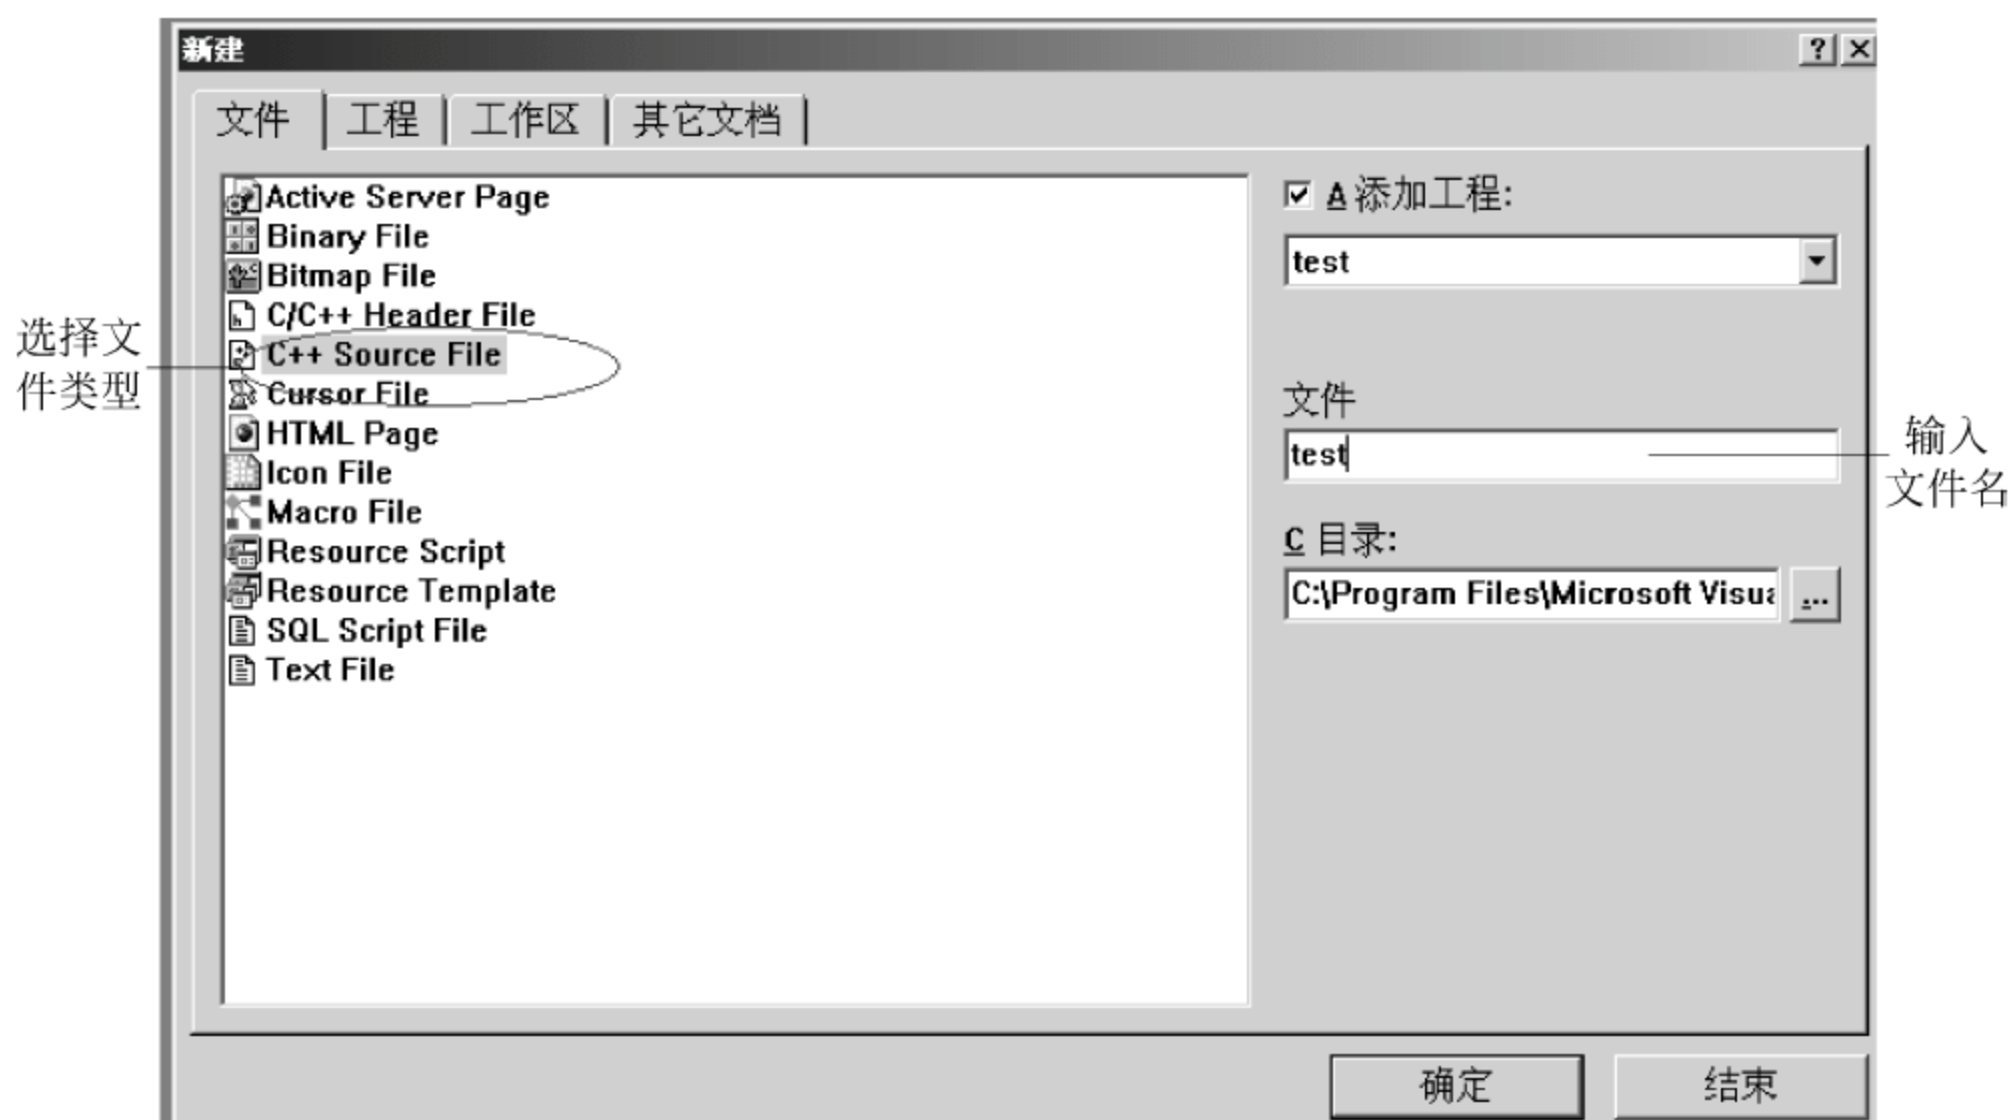 新建
文件 工程 工作区 其它文档
Active Server Page
Binary File
Bitmap File
C/C++ Header File
C++ Source File
Cursor File
HTML Page
Icon File
Macro File
Resource Script
Resource Template
SQL Script File
Text File
A 添加工程:
test
文件
test
C 目录:
C:\Program Files\Microsoft Visua
...
确定 结束
选择文
件类型
输入
文件名